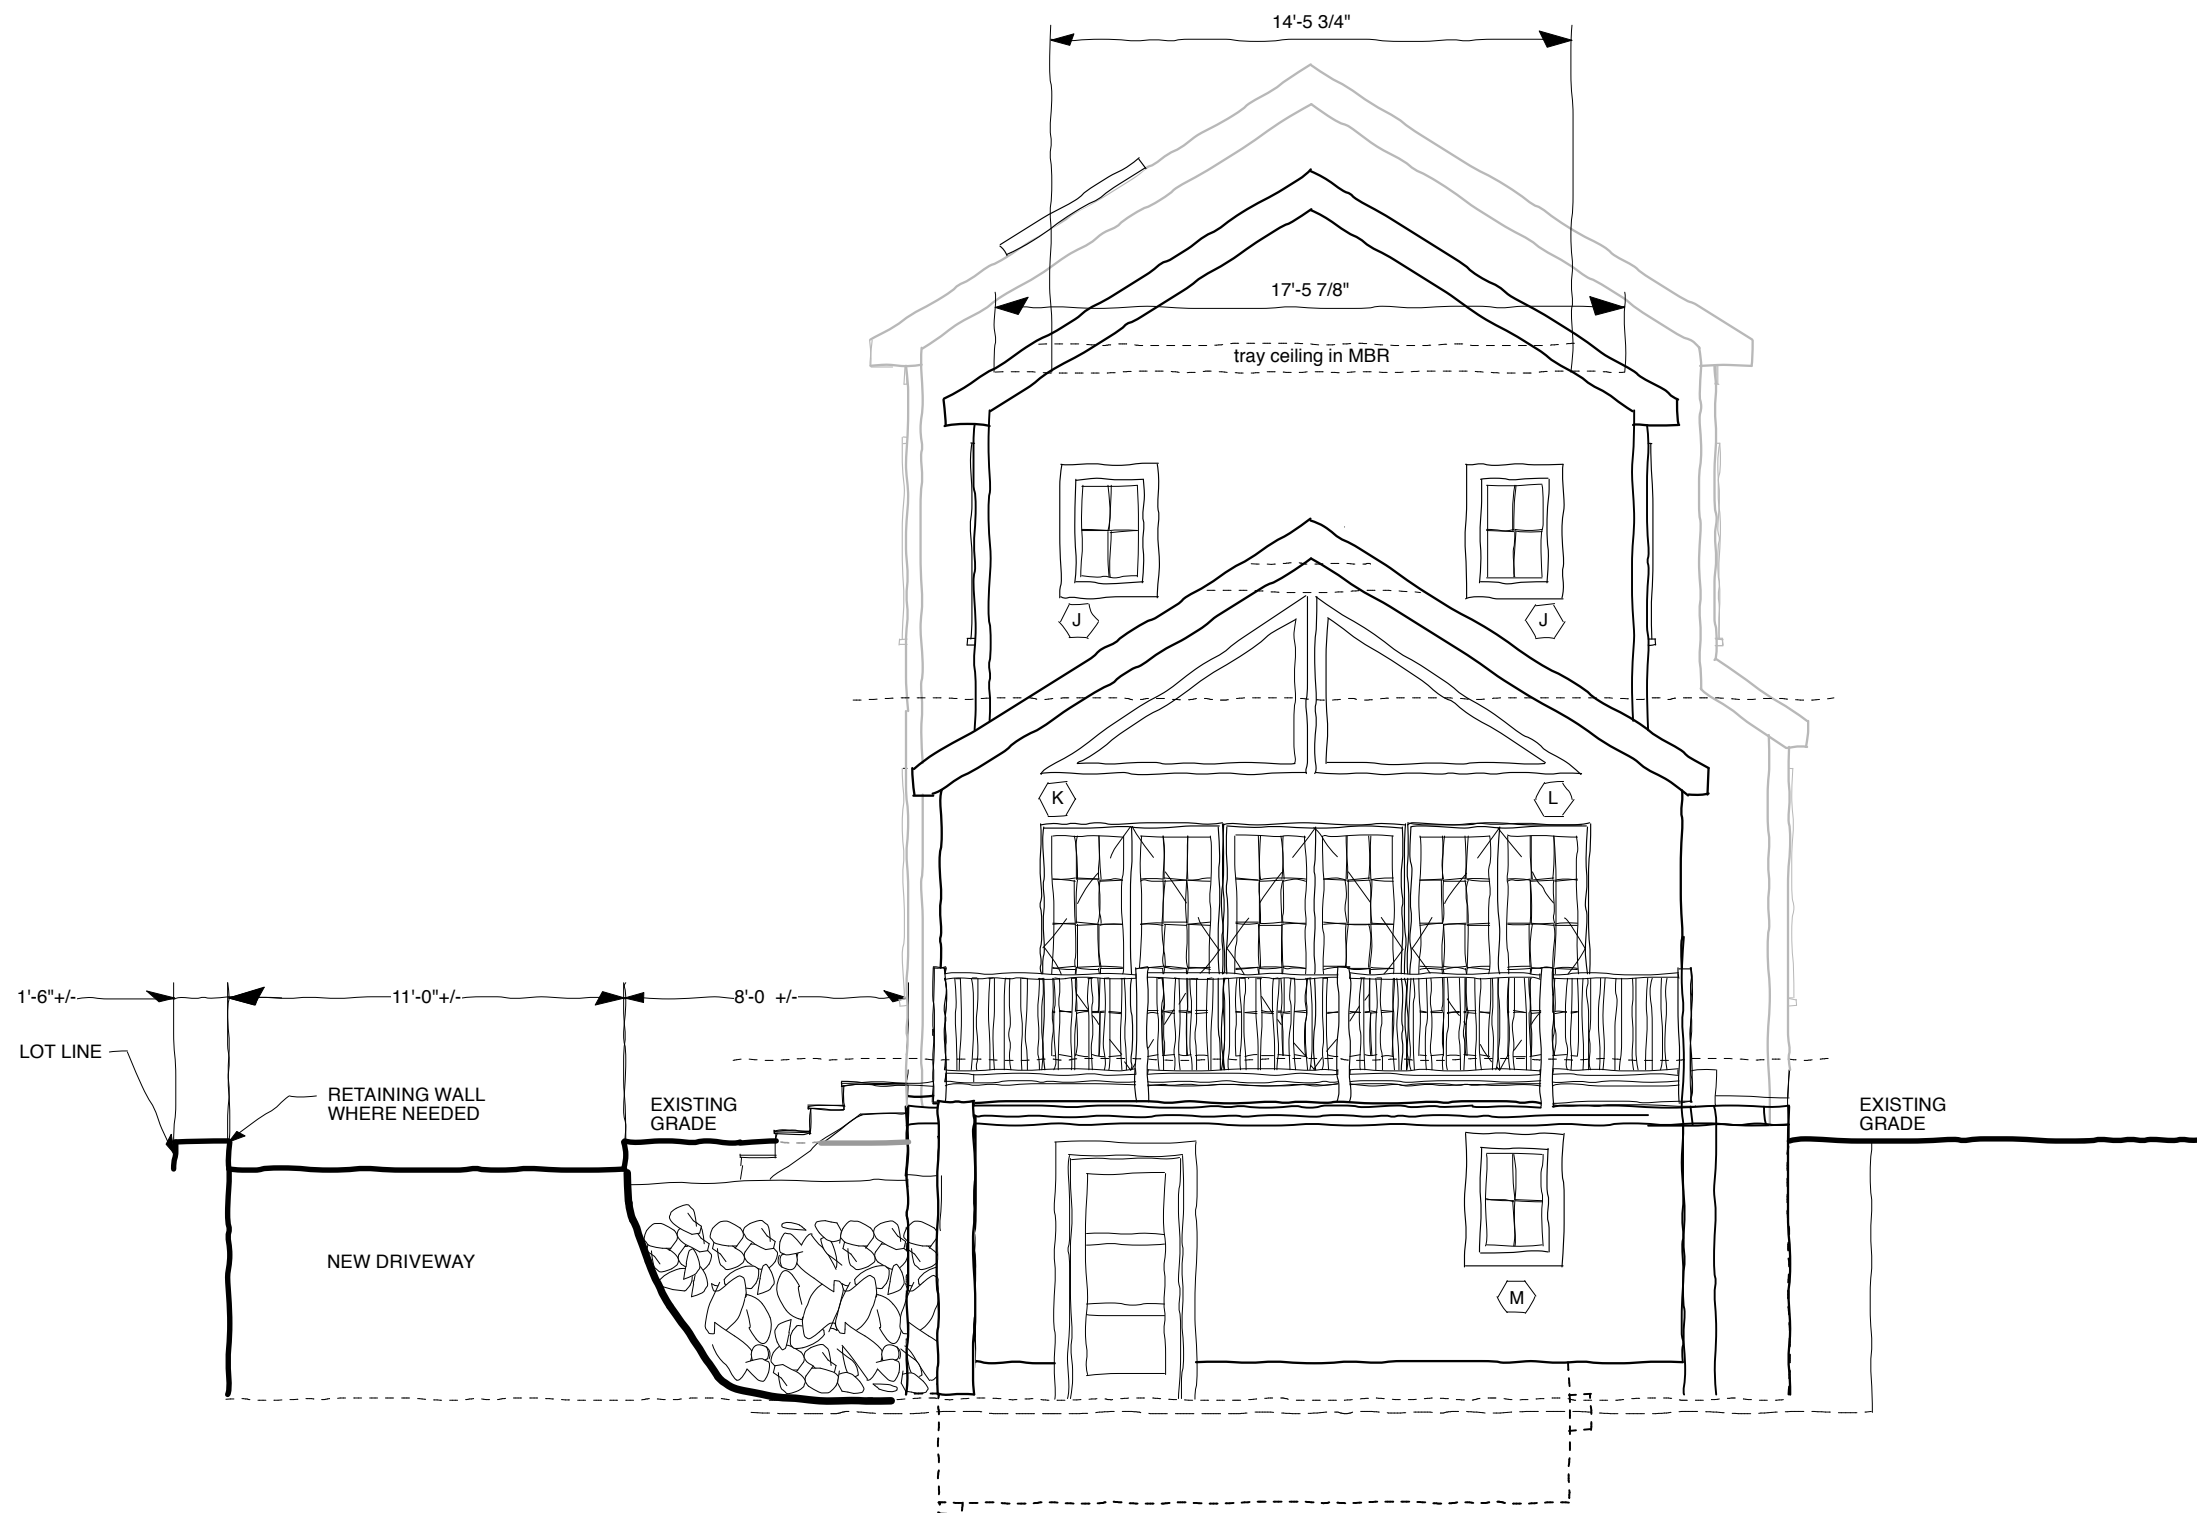 14'-5 3/4"
17'-5 7/8"
tray ceiling in MBR
J
J
K
L
1'-6"+/-
11'-0"+/-
8'-0 +/-
LOT LINE
RETAINING WALL
WHERE NEEDED
EXISTING
GRADE
EXISTING
GRADE
NEW DRIVEWAY
M